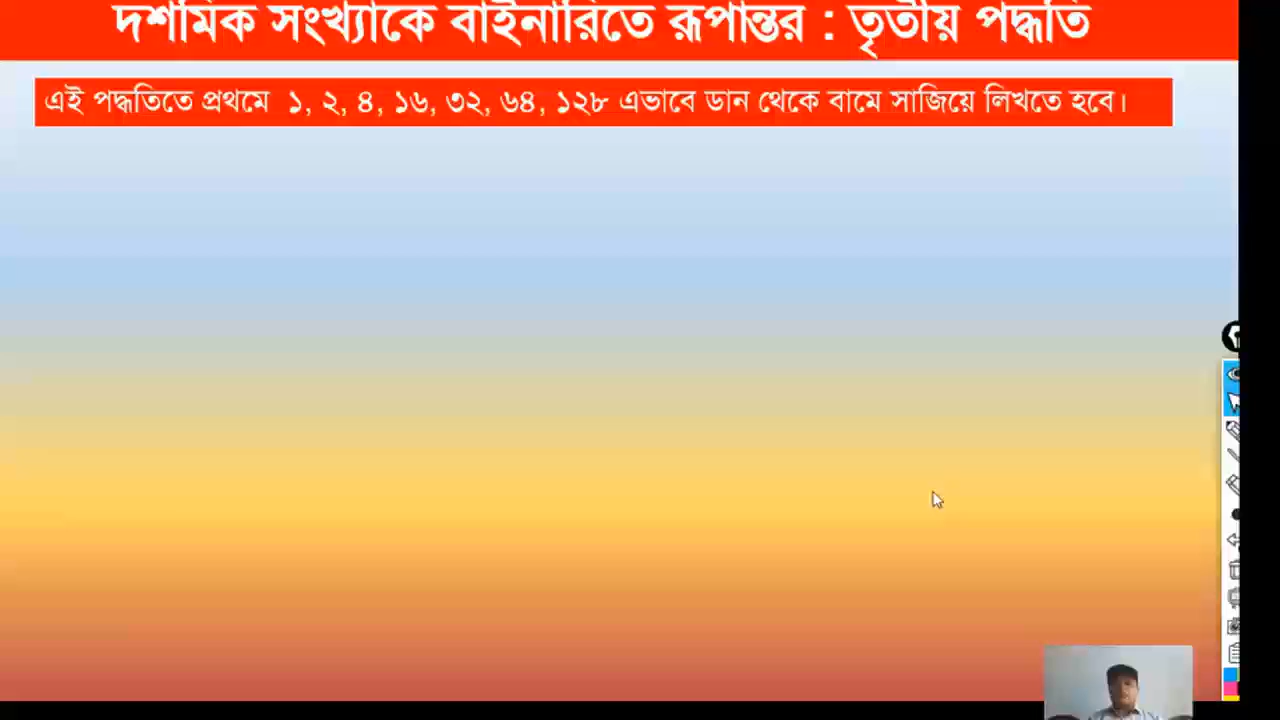 দশমিক সংখ্যাকে বাইনারিতে রূপান্তর : তৃতীয় পদ্ধতি
এই পদ্ধতিতে প্রথমে ১, ২, ৪, ১৬, ৩২, ৬৪, ১২৮ এভাবে ডান থেকে বামে সাজিয়ে লিখতে হবে।